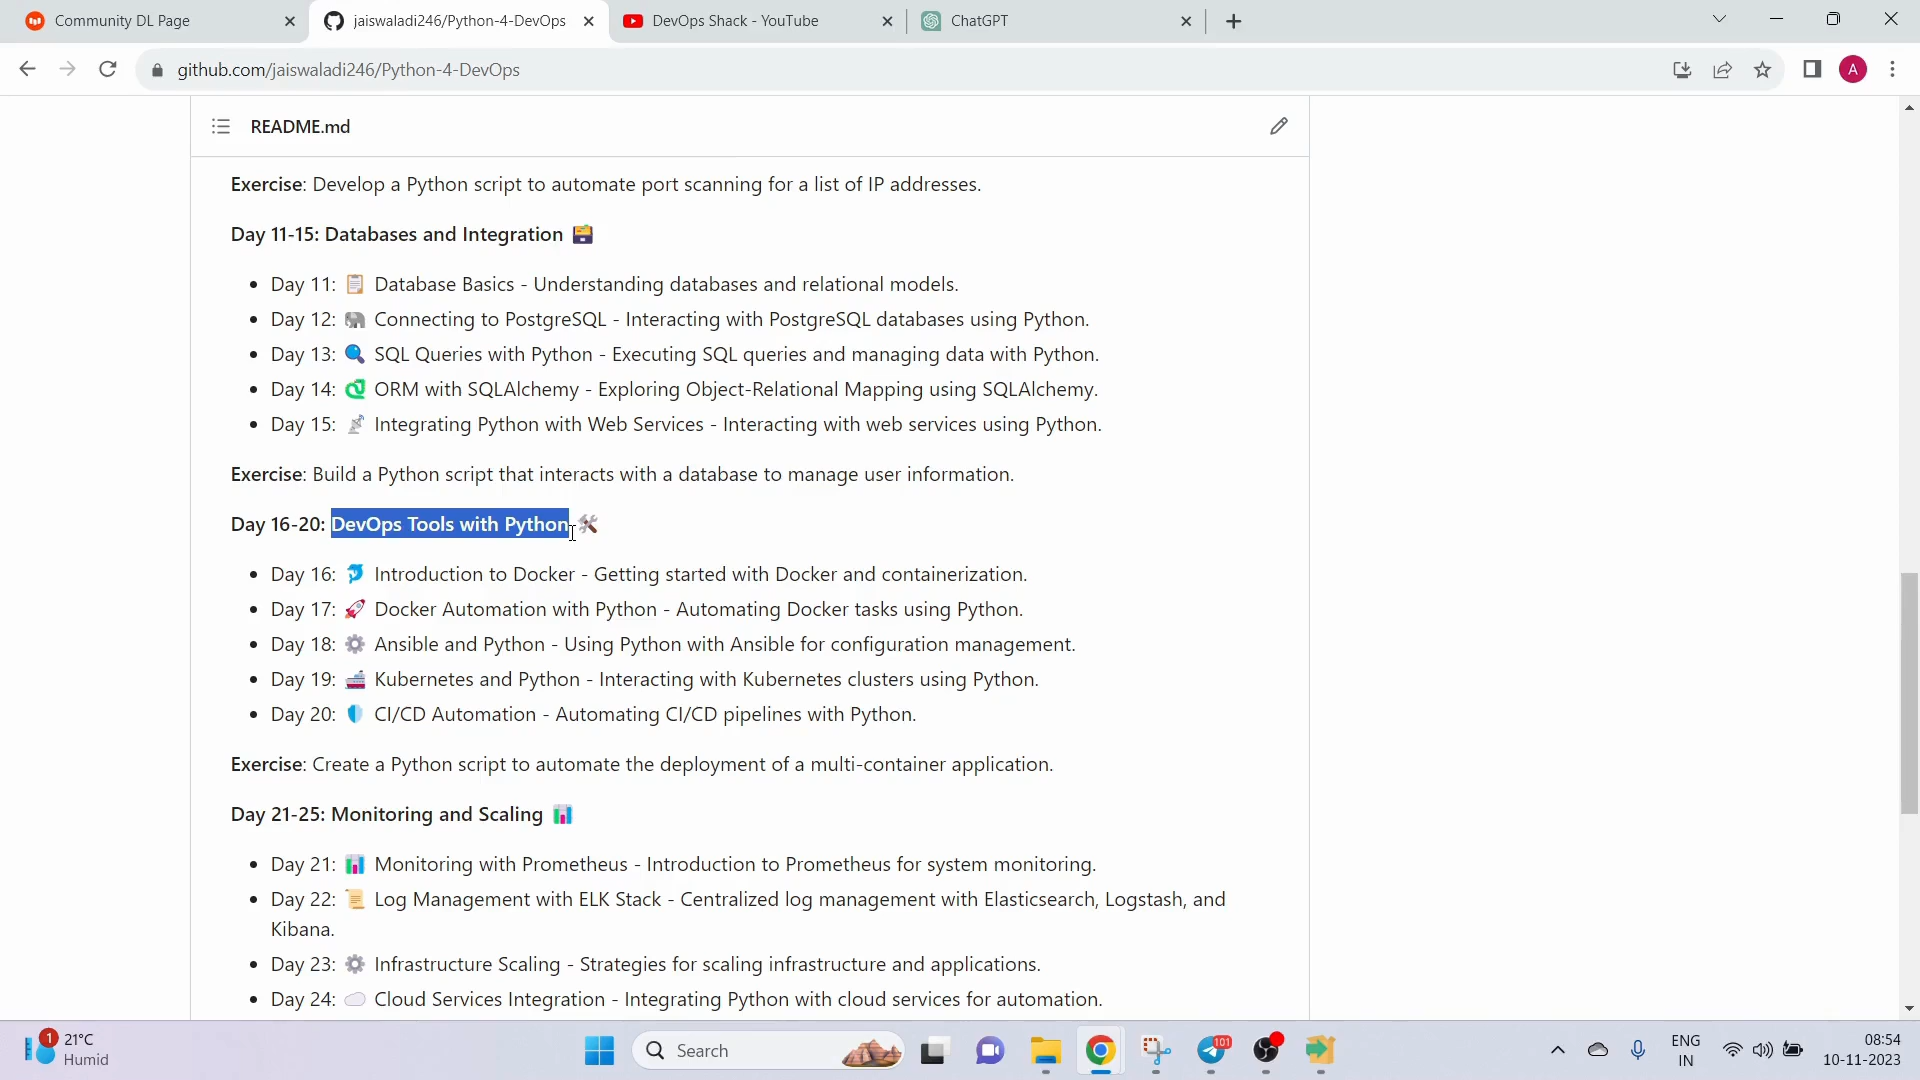 Community DL Page
jaiswaladi246/Python-4-DevOps
DevOps Shack - YouTube
ChatGPT
github.com/jaiswaladi246/Python-4-DevOps
A
README.md
Exercise: Develop a Python script to automate port scanning for a list of IP addresses.
Day 11-15: Databases and Integration
Day 11: Database Basics - Understanding databases and relational models.
Day 12: Connecting to PostgreSQL - Interacting with PostgreSQL databases using Python.
Day 13: SQL Queries with Python - Executing SQL queries and managing data with Python.
Day 14: ORM with SQLAlchemy - Exploring Object-Relational Mapping using SQLAlchemy.
Day 15: Integrating Python with Web Services - Interacting with web services using Python.
Exercise: Build a Python script that interacts with a database to manage user information.
Day 16-20: DevOps Tools with Python
Day 16: Introduction to Docker - Getting started with Docker and containerization.
Day 17: Docker Automation with Python - Automating Docker tasks using Python.
Day 18: Ansible and Python - Using Python with Ansible for configuration management.
Day 19: Kubernetes and Python - Interacting with Kubernetes clusters using Python.
Day 20: CI/CD Automation - Automating CI/CD pipelines with Python.
Exercise: Create a Python script to automate the deployment of a multi-container application.
Day 21-25: Monitoring and Scaling
Day 21: Monitoring with Prometheus - Introduction to Prometheus for system monitoring.
Day 22: Log Management with ELK Stack - Centralized log management with Elasticsearch, Logstash, and
Kibana.
Day 23: Infrastructure Scaling - Strategies for scaling infrastructure and applications.
Day 24: Cloud Services Integration - Integrating Python with cloud services for automation.
1
21°C
Humid
Search
101
ENG
IN
08:54
10-11-2023